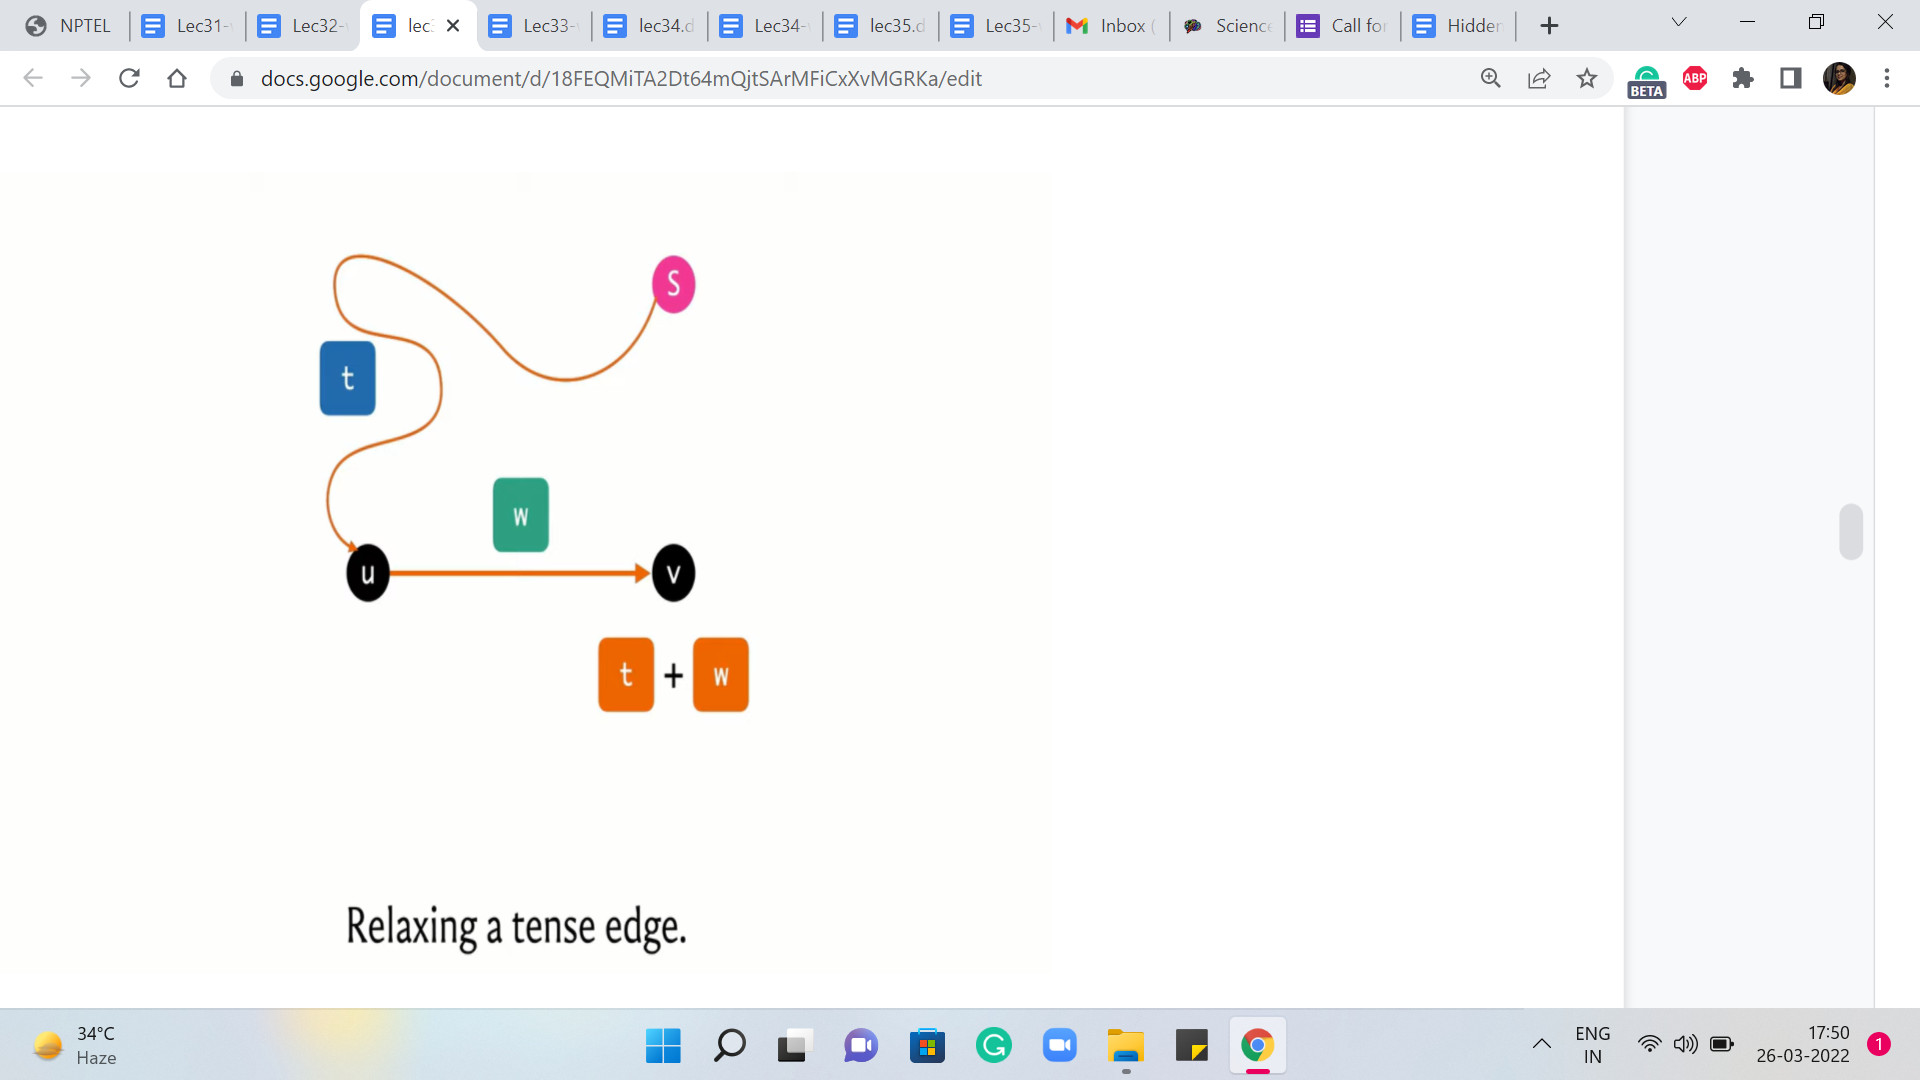 NPTEL
Lec31-
Lec32-
lec
Lec33-
lec34.d
Lec34-
lec35.d
Lec35-
Inbox (
Science
Call for
Hidden
docs.google.com/document/d/18FEQMiTA2Dt64mQjtSArMFiCxXvMGRKa/edit
BETA
ABP
S
t
w
u
v
t + w
Relaxing a tense edge.
34°C
Haze
ENG
IN
17:50
26-03-2022
1